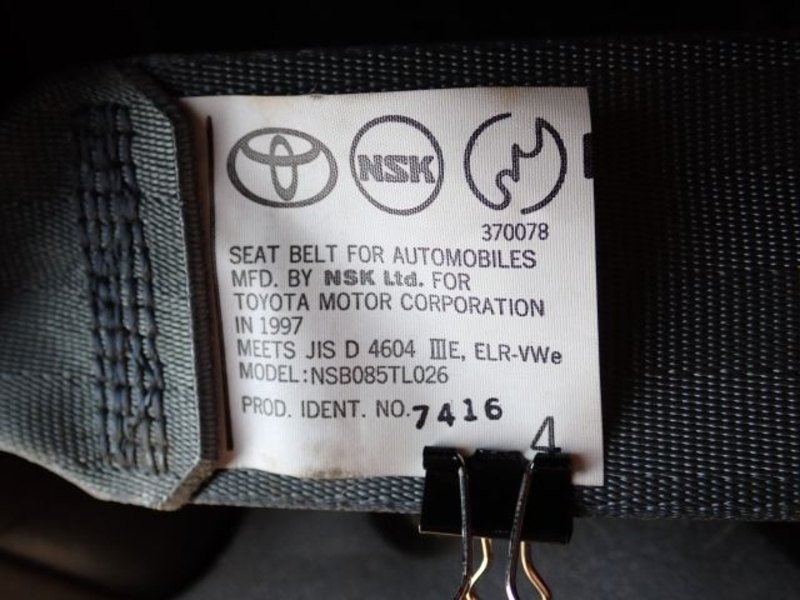 NSK
370078
SEAT BELT FOR AUTOMOBILES
MFD. BY NSK Ltd. FOR
TOYOTA MOTOR CORPORATION
IN 1997
MEETS JIS D 4604 ⅢE, ELR-VWe
MODEL:NSB085TL026
PROD. IDENT. NO. 7416
4